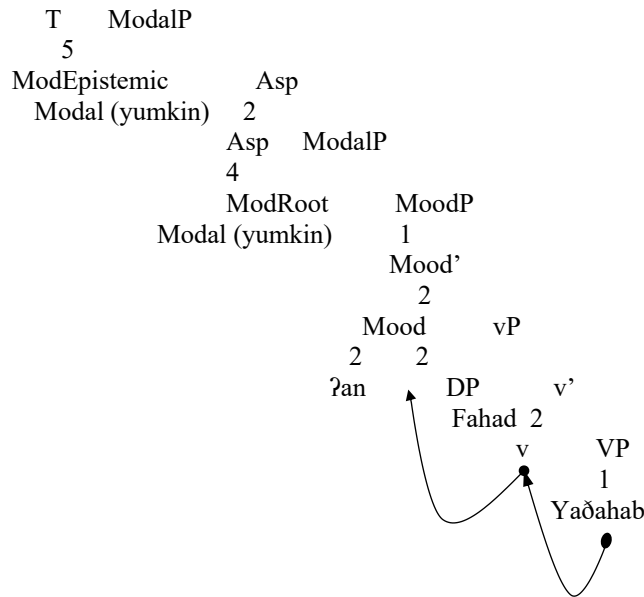 T ModalP
5
ModEpistemic Asp
Modal (yumkin) 2
Asp ModalP
4
ModRoot MoodP
Modal (yumkin) 1
Mood’
2
Mood vP
2 2
ʔan DP v’
Fahad 2
v VP
1
Yaðahab